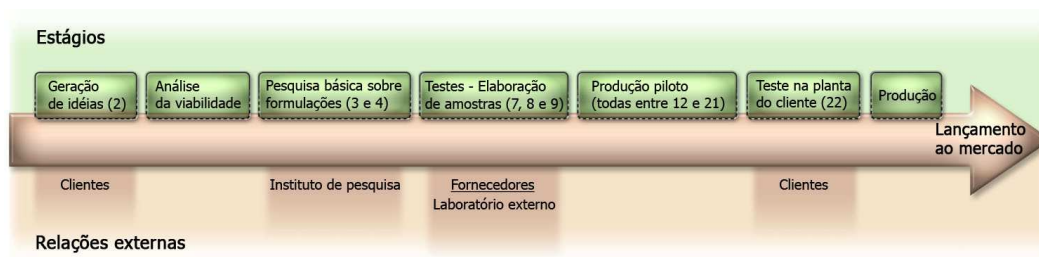 Estágios
Geração
de idéias (2)
Análise
da viabilidade
Pesquisa básica sobre
formulações (3 e 4)
Testes - Elaboração
de amostras (7, 8 e 9)
Produção piloto
(todas entre 12 e 21)
Teste na planta
do cliente (22)
Produção
Lançamento
ao mercado
Clientes
Instituto de pesquisa
Fornecedores
Laboratório externo
Clientes
Relações externas